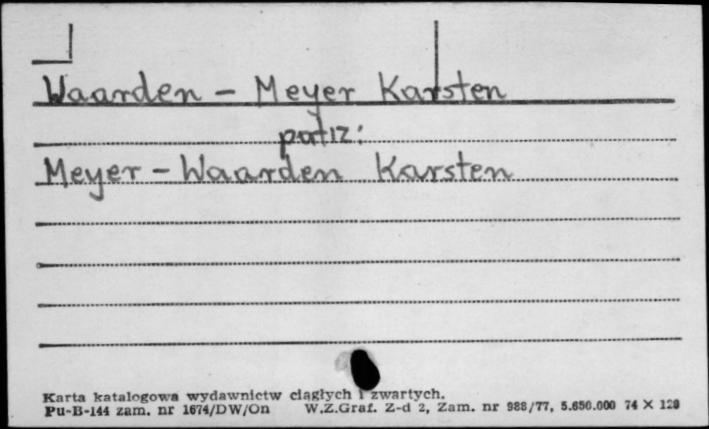 Waarden - Meyer Karsten
patrz:
Meyer - Waarden Karsten
Karta katalogowa wydawnictw ciągłych i zwartych.
Pu-B-144 zam. nr 1674/DW/On W.Z.Graf. Z-d 2, Zam. nr 988/77, 5.650.000 74 × 128